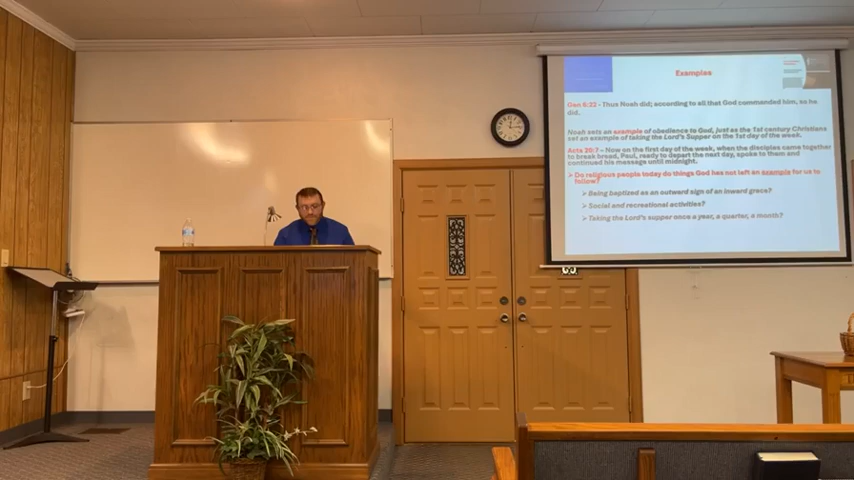 Examples
Gen 6:22 - Thus Noah did; according to all that God commanded him, so he
did.
Noah sets an example of obedience to God, just as the 1st century Christians
set an example of taking the Lord's Supper on the 1st day of the week.
Acts 20:7 – Now on the first day of the week, when the disciples came together
to break bread, Paul, ready to depart the next day, spoke to them and
continued his message until midnight.
➤ Do religious people today do things God has not left an example for us to
follow?
➤ Being baptized as an outward sign of an inward grace?
➤ Social and recreational activities?
➤ Taking the Lord's supper once a year, a quarter, a month?